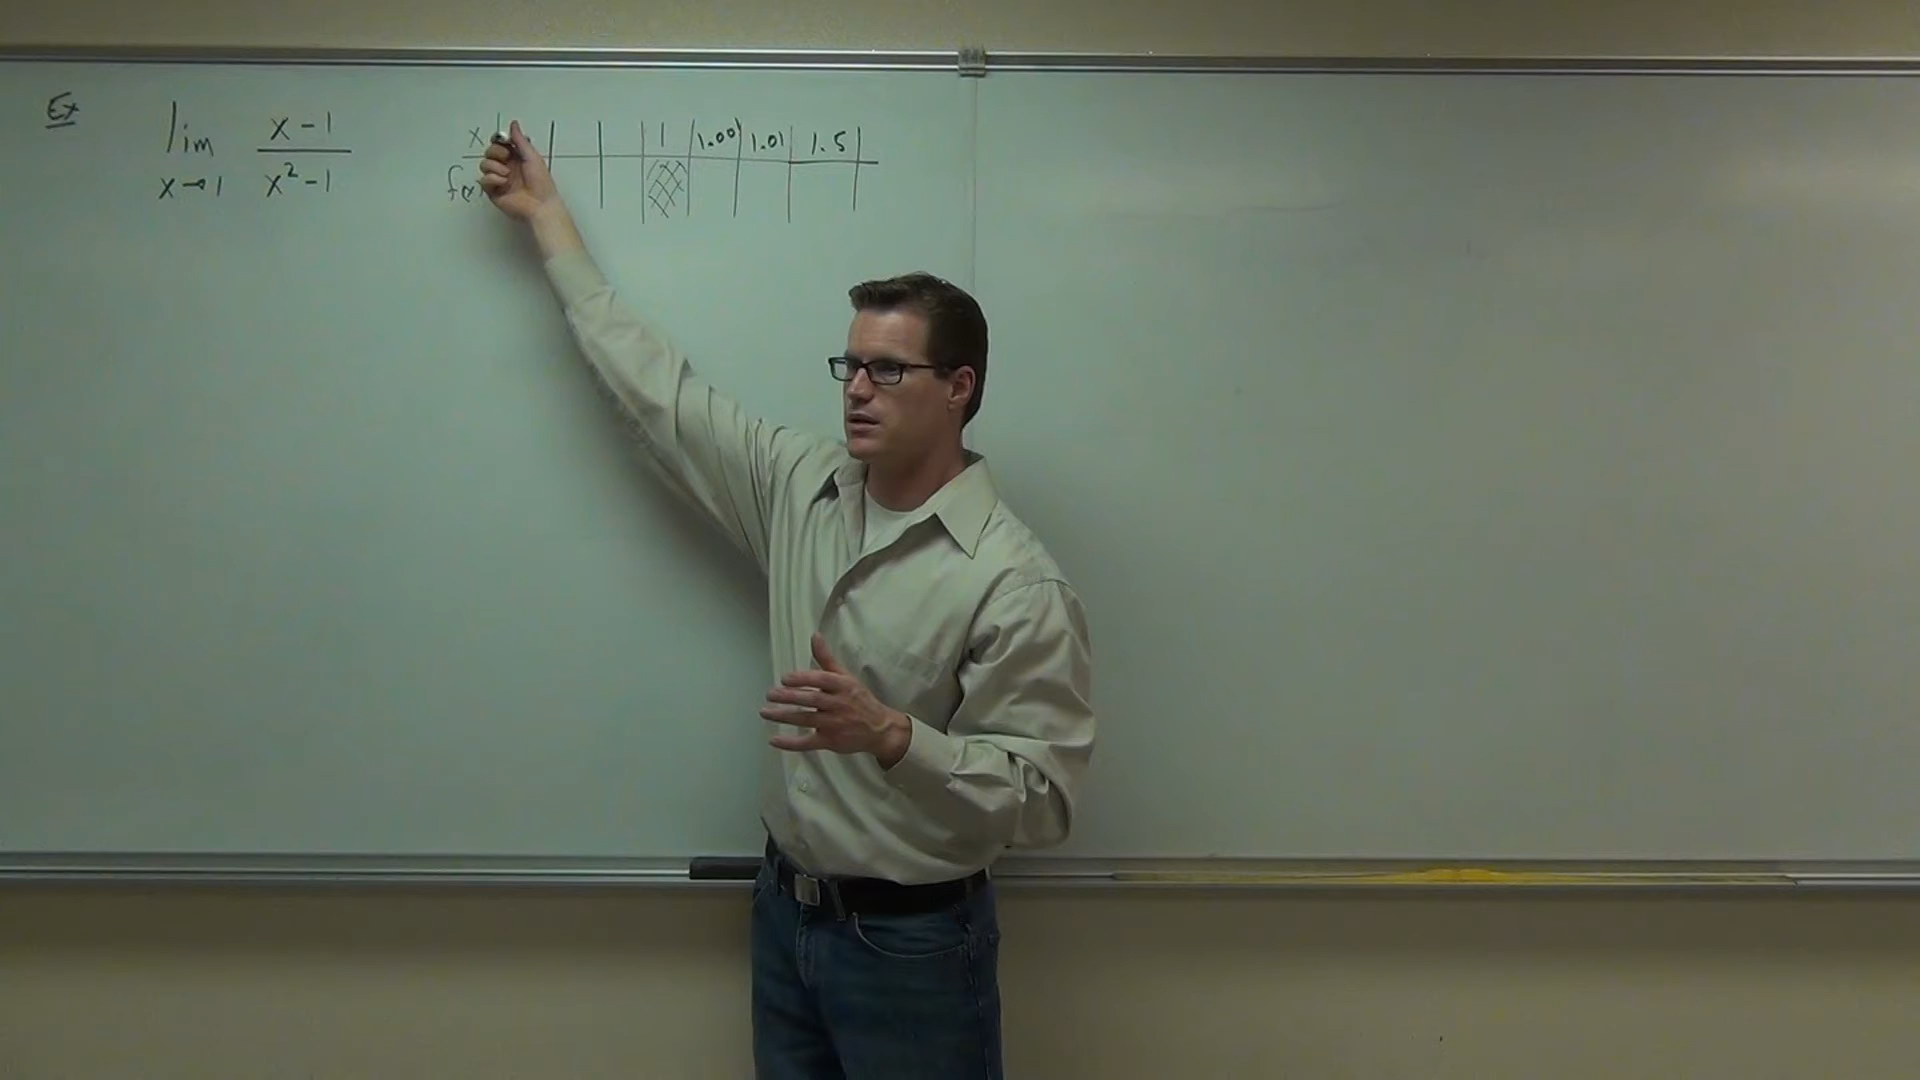 Ex
lim x - 1
x→1 x² - 1
x 1 1.001 1.01 1.5
f(x)